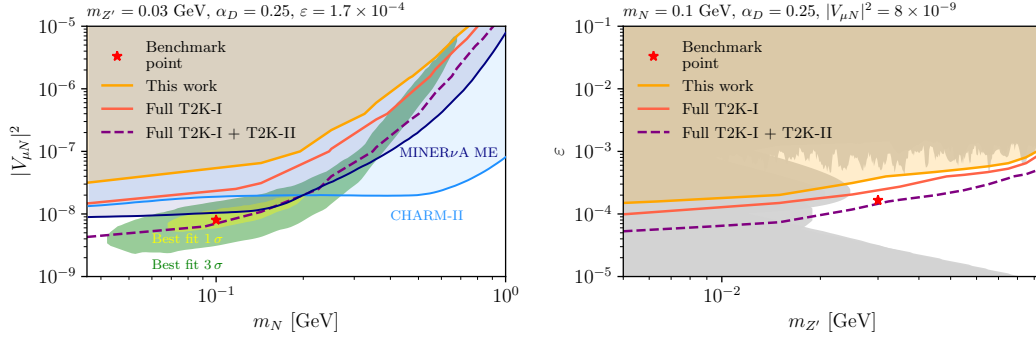 m_{Z′} = 0.03 GeV, α_D = 0.25, ε = 1.7 × 10⁻⁴
10⁻⁵
10⁻⁶
10⁻⁷
10⁻⁸
10⁻⁹
|V_{μN}|²
Benchmark
point
This work
Full T2K-I
Full T2K-I + T2K-II
MINERνA ME
CHARM-II
Best fit 1 σ
Best fit 3 σ
10⁻¹
10⁰
m_N [GeV]
m_N = 0.1 GeV, α_D = 0.25, |V_{μN}|² = 8 × 10⁻⁹
10⁻¹
10⁻²
10⁻³
10⁻⁴
10⁻⁵
ε
Benchmark
point
This work
Full T2K-I
Full T2K-I + T2K-II
10⁻²
m_{Z′} [GeV]